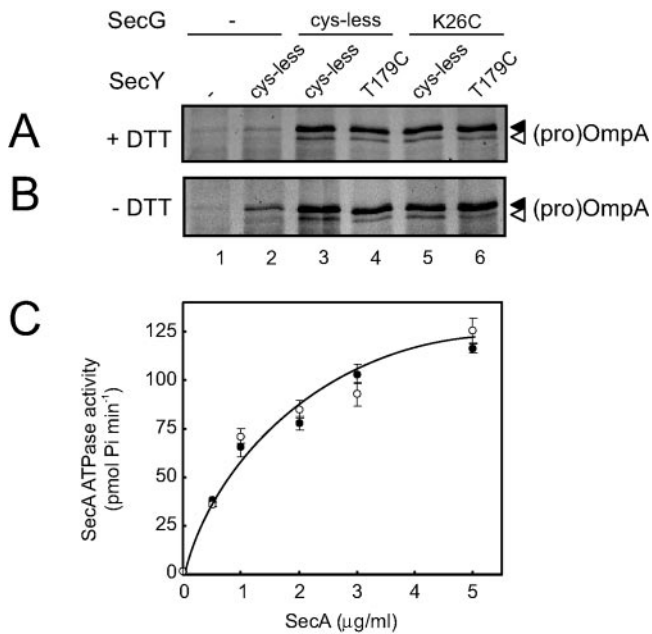 SecG - cys-less K26C
SecY - cys-less cys-less T179C cys-less T179C
A + DTT (pro)OmpA
B - DTT (pro)OmpA
1 2 3 4 5 6
C
SecA ATPase activity
(pmol Pi min⁻¹)
125
100
75
50
25
0
0 1 2 3 4 5
SecA (μg/ml)